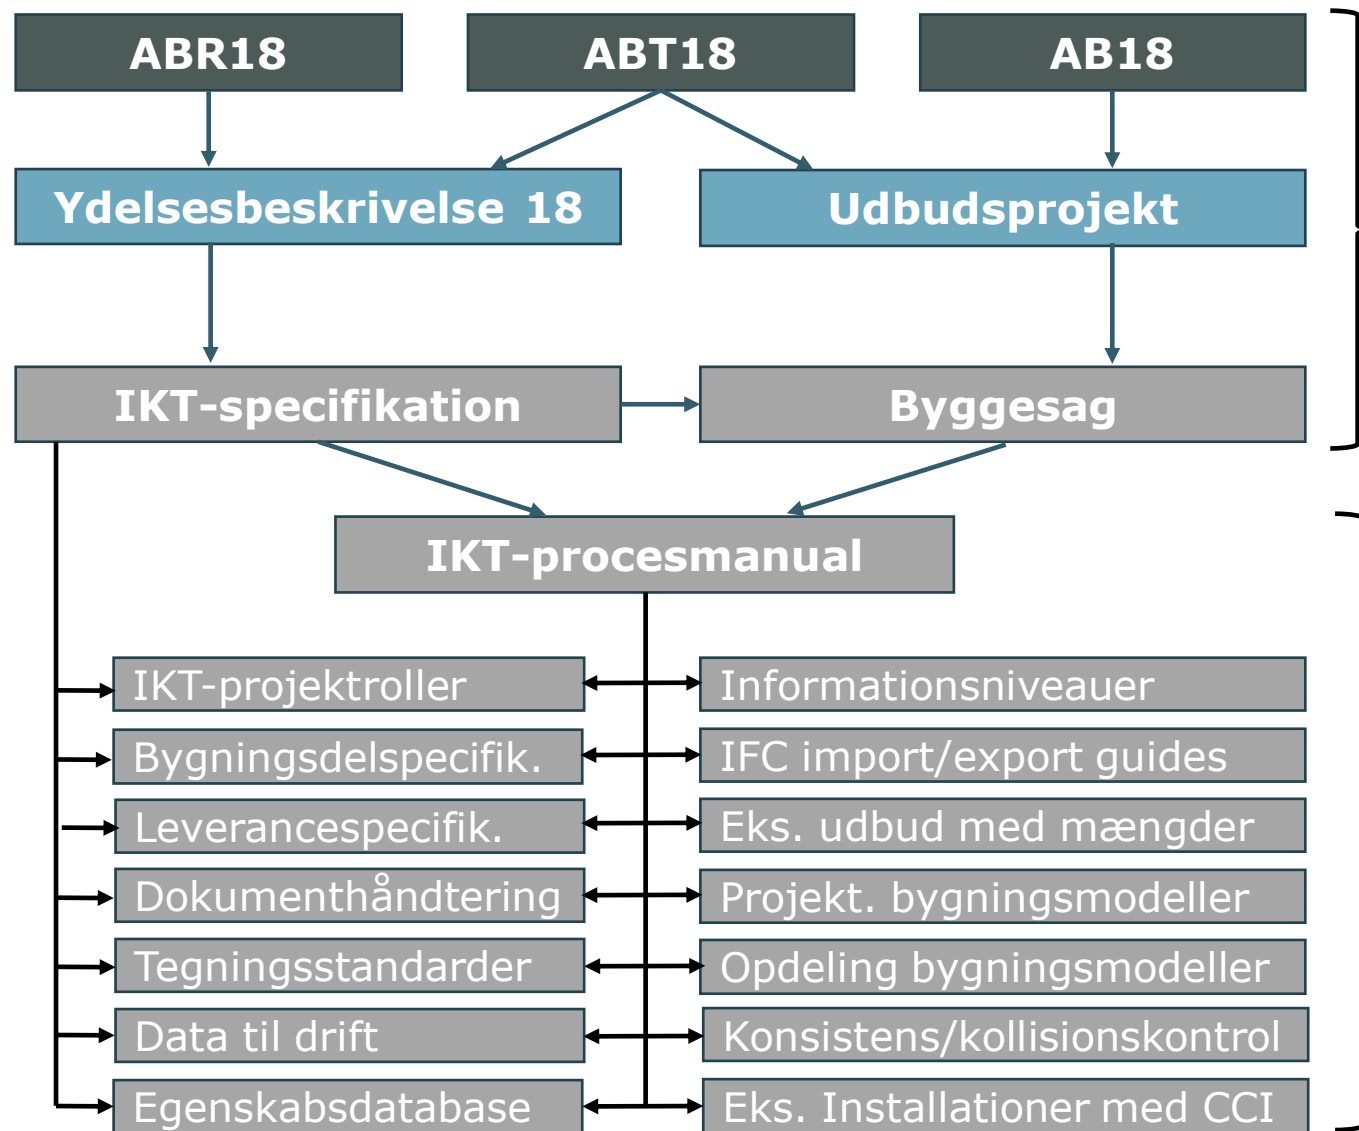 ABR18
ABT18
AB18
Ydelsesbeskrivelse 18
Udbudsprojekt
IKT-specifikation
Byggesag
IKT-procesmanual
IKT-projektroller
Informationsniveauer
Bygningsdelspecifik.
IFC import/export guides
Leverancespecifik.
Eks. udbud med mængder
Dokumenthåndtering
Projekt. bygningsmodeller
Tegningsstandarder
Opdeling bygningsmodeller
Data til drift
Konsistens/kollisionskontrol
Egenskabsdatabase
Eks. Installationer med CCI